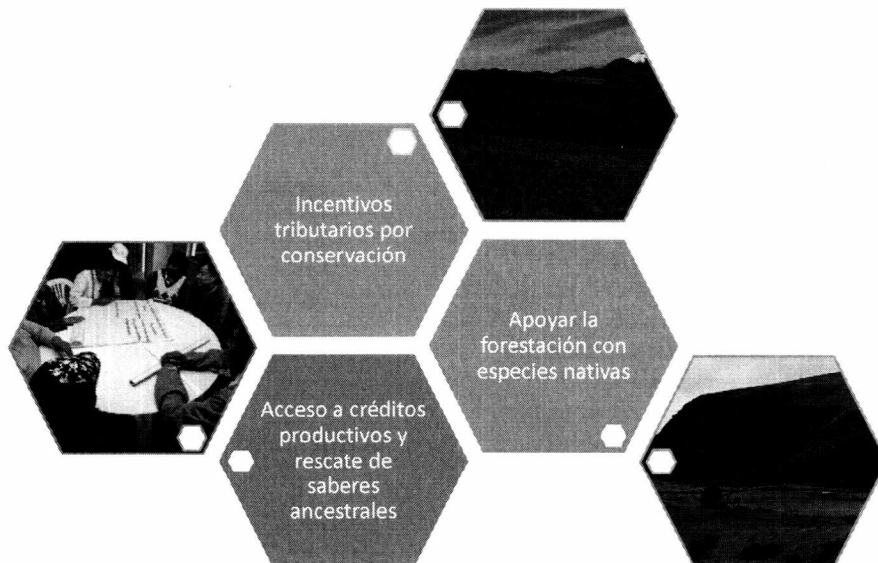 Incentivos
tributarios por
conservación
Apoyar la
forestación con
especies nativas
Acceso a créditos
productivos y
rescate de
saberes
ancestrales